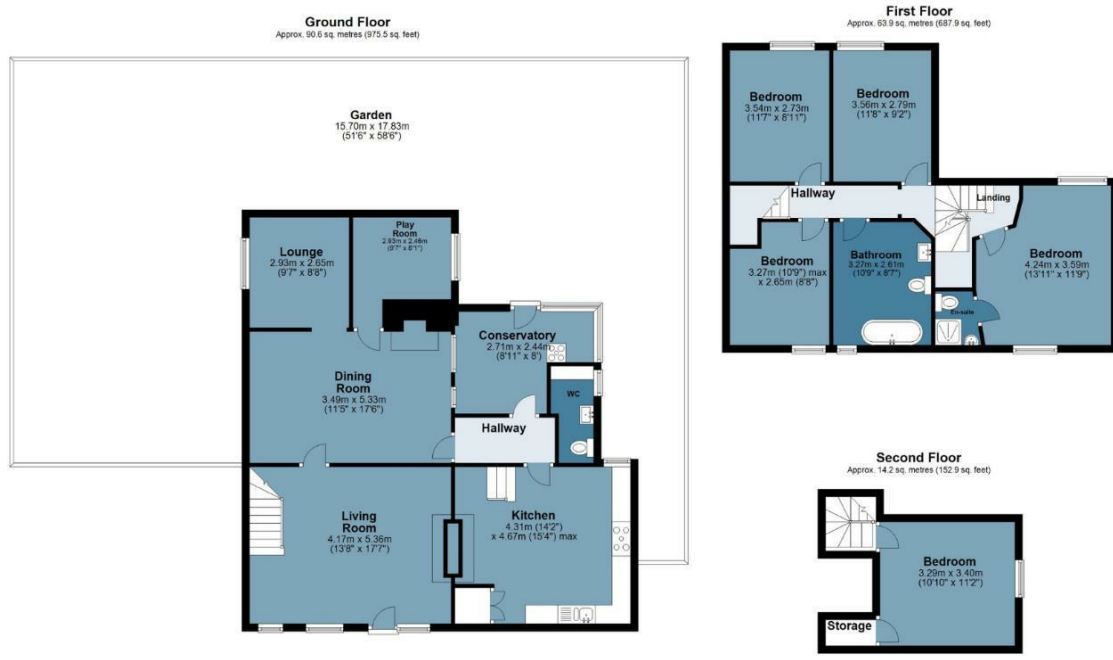 Ground Floor
Approx. 90.6 sq. metres (975.5 sq. feet)
Garden
15.70m x 17.83m
(51'6" x 58'6")
Lounge
2.93m x 2.65m
(9'7" x 8'8")
Play
Room
2.93m x 2.46m
(9'7" x 8'1")
Conservatory
2.71m x 2.44m
(8'11" x 8')
Dining
Room
3.49m x 5.33m
(11'5" x 17'6")
WC
Hallway
Living
Room
4.17m x 5.36m
(13'8" x 17'7")
Kitchen
4.31m (14'2")
x 4.67m (15'4") max
First Floor
Approx. 63.9 sq. metres (687.9 sq. feet)
Bedroom
3.54m x 2.73m
(11'7" x 8'11")
Bedroom
3.56m x 2.79m
(11'8" x 9'2")
Hallway
Landing
Bedroom
3.27m (10'9") max
x 2.65m (8'8")
Bathroom
3.27m x 2.61m
(10'9" x 8'7")
Bedroom
4.24m x 3.59m
(13'11" x 11'9")
En-suite
Second Floor
Approx. 14.2 sq. metres (152.9 sq. feet)
Bedroom
3.29m x 3.40m
(10'10" x 11'2")
Storage